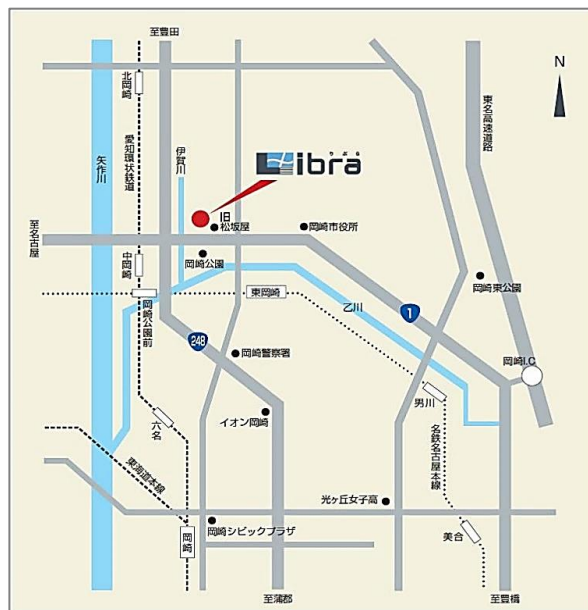 至豊田
北岡崎
愛知環状鉄道
矢作川
伊賀川
りぶら
Libra
N
東名高速道路
旧
松坂屋
岡崎市役所
至名古屋
中岡崎
岡崎公園
岡崎公園前
東岡崎
乙川
岡崎東公園
1
248
岡崎I.C
岡崎警察署
男川
イオン岡崎
六名
名鉄名古屋本線
東海道本線
光ヶ丘女子高
岡崎シビックプラザ
岡崎
美合
至蒲郡
至豊橋